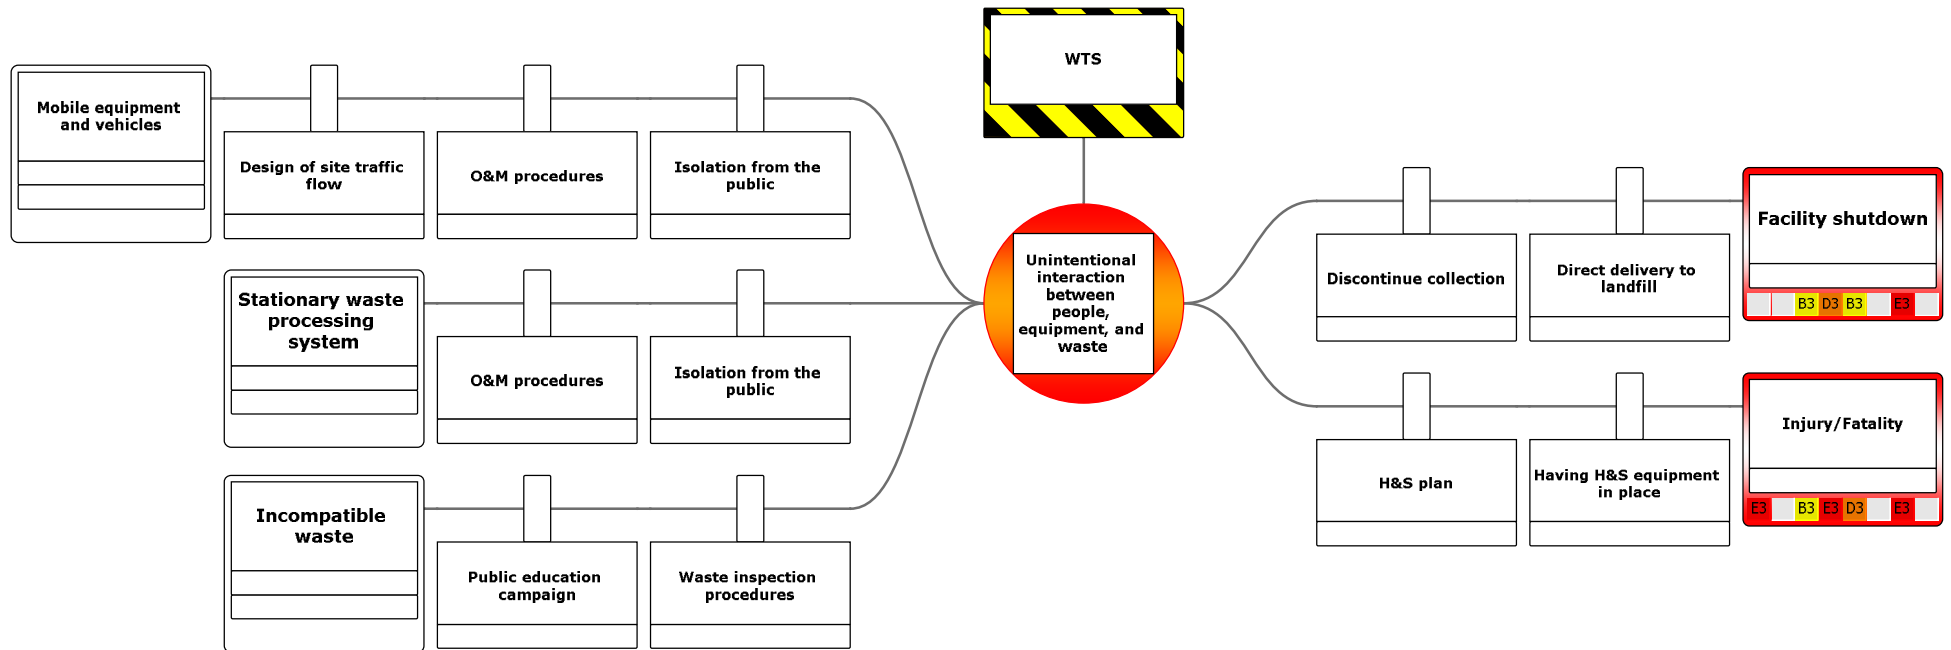 WTS
Mobile equipment
and vehicles
Design of site traffic
flow
O&M procedures
Isolation from the
public
Stationary waste
processing
system
O&M procedures
Isolation from the
public
Incompatible
waste
Public education
campaign
Waste inspection
procedures
Unintentional
interaction
between
people,
equipment, and
waste
Discontinue collection
Direct delivery to
landfill
Facility shutdown
B3 D3 B3 E3
H&S plan
Having H&S equipment
in place
Injury/Fatality
E3 B3 E3 D3 E3